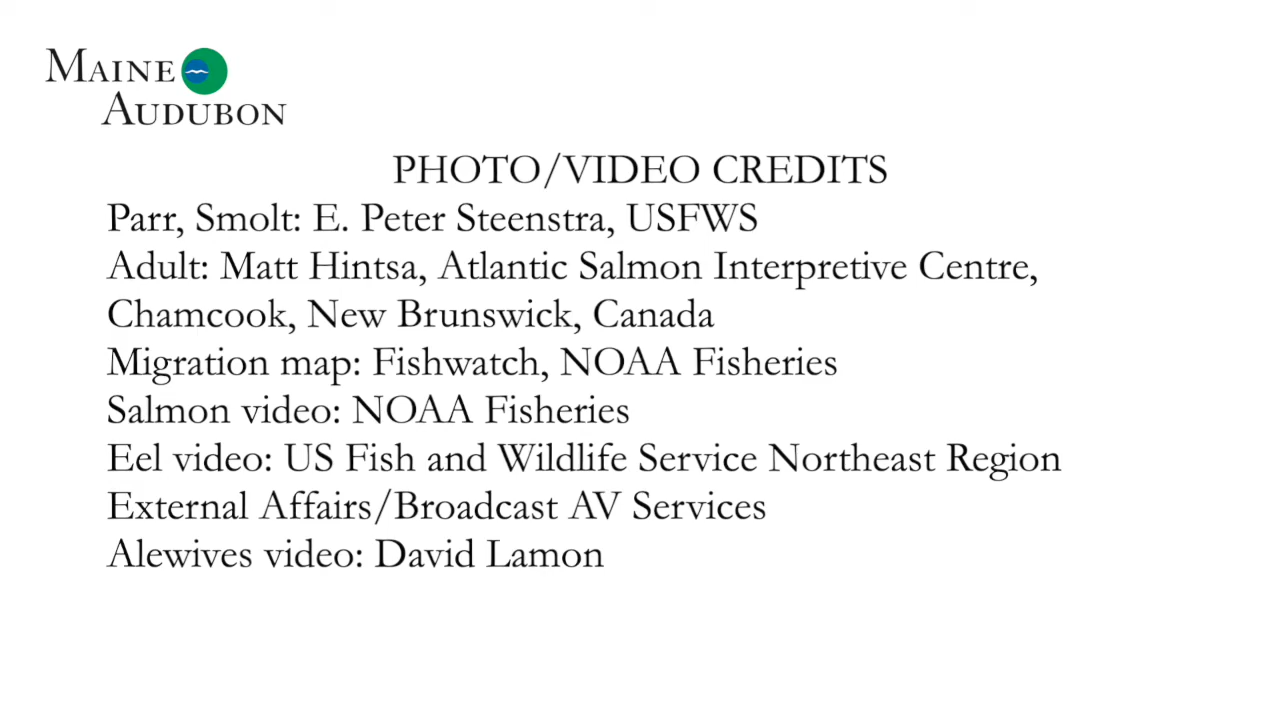 MAINE
AUDUBON
PHOTO/VIDEO CREDITS
Parr, Smolt: E. Peter Steenstra, USFWS
Adult: Matt Hintsa, Atlantic Salmon Interpretive Centre,
Chamcook, New Brunswick, Canada
Migration map: Fishwatch, NOAA Fisheries
Salmon video: NOAA Fisheries
Eel video: US Fish and Wildlife Service Northeast Region
External Affairs/Broadcast AV Services
Alewives video: David Lamon